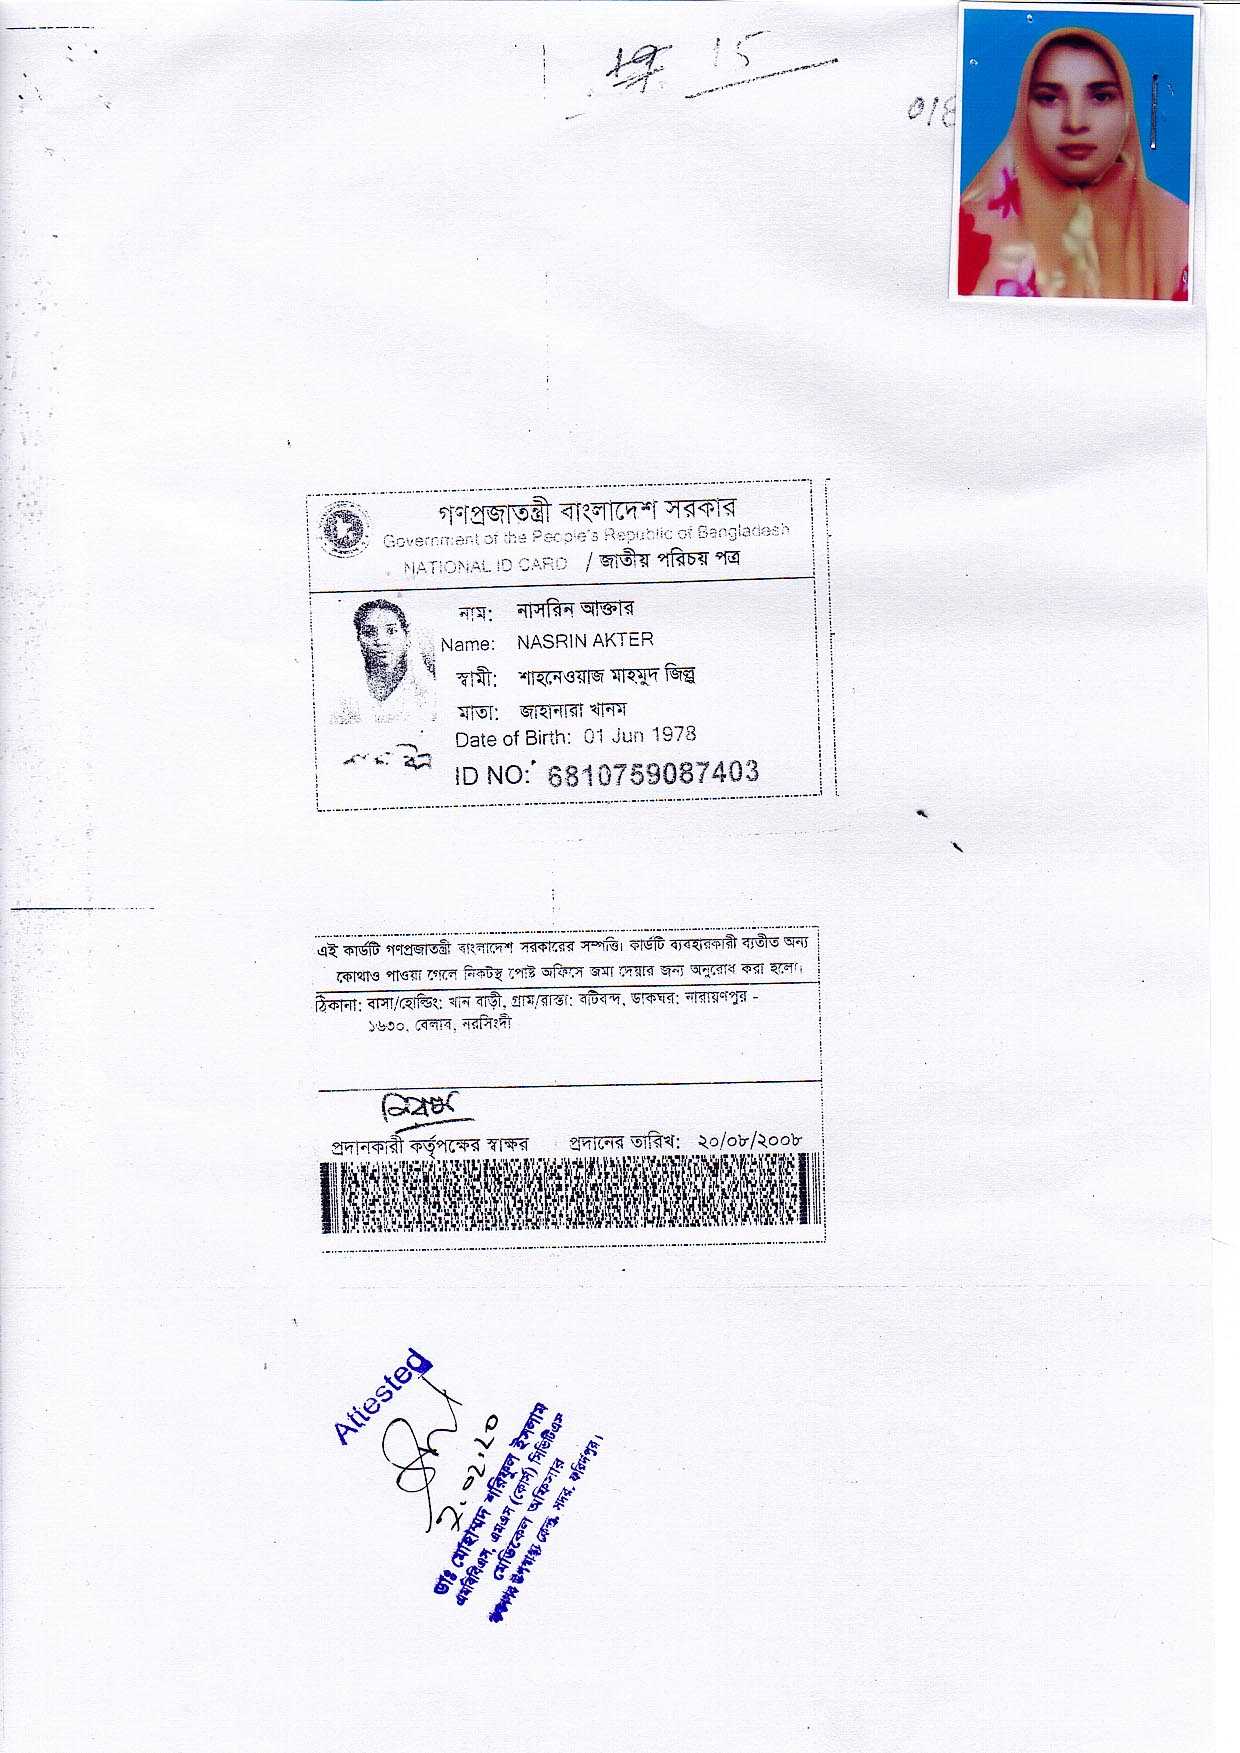 15
018
গণপ্রজাতন্ত্রী বাংলাদেশ সরকার
Government of the People's Republic of Bangladesh
NATIONAL ID CARD / জাতীয় পরিচয় পত্র
নাম: নাসরিন আক্তার
Name: NASRIN AKTER
স্বামী: শাহনেওয়াজ মাহমুদ জিল্লু
মাতা: জাহানারা খানম
Date of Birth: 01 Jun 1978
ID NO: 6810759087403
এই কার্ডটি গণপ্রজাতন্ত্রী বাংলাদেশ সরকারের সম্পত্তি। কার্ডটি ব্যবহারকারী ব্যতীত অন্য
কোথাও পাওয়া গেলে নিকটস্থ পোষ্ট অফিসে জমা দেয়ার জন্য অনুরোধ করা হলো।
ঠিকানা: বাসা/হোল্ডিং: খান বাড়ী, গ্রাম/রাস্তা: বটিবন্দ, ডাকঘর: নারায়ণপুর -
১৬৩০, বেলাব, নরসিংদী
প্রদানকারী কর্তৃপক্ষের স্বাক্ষর প্রদানের তারিখ: ২০/০৮/২০০৮
Attested
2.02.20
ডাঃ মোহাম্মদ শরিফুল ইসলাম
এমবিবিএস, এমএস (কোর্স) সিভিটিএস
মেডিকেল অফিসার
উপস্বাস্থ্য কেন্দ্র, সদর, ফরিদপুর।